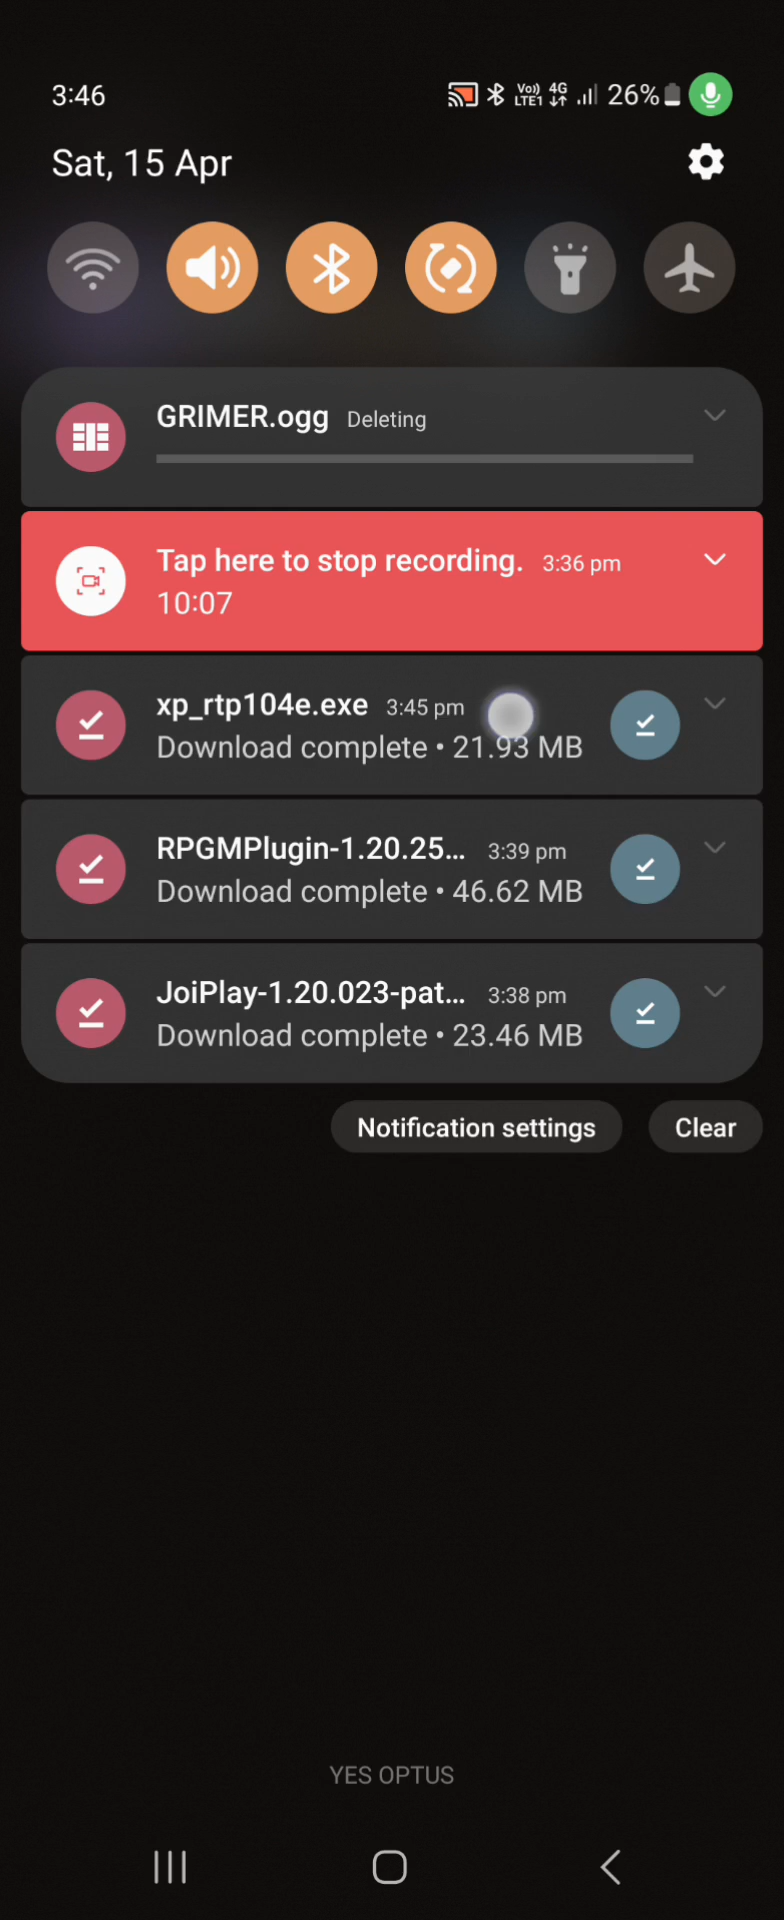 3:46 Vo)) LTE1 4G 26%
Sat, 15 Apr
GRIMER.ogg Deleting
Tap here to stop recording. 3:36 pm
10:07
xp_rtp104e.exe 3:45 pm
Download complete • 21.93 MB
RPGMPlugin-1.20.25... 3:39 pm
Download complete • 46.62 MB
JoiPlay-1.20.023-pat... 3:38 pm
Download complete • 23.46 MB
Notification settings Clear
YES OPTUS